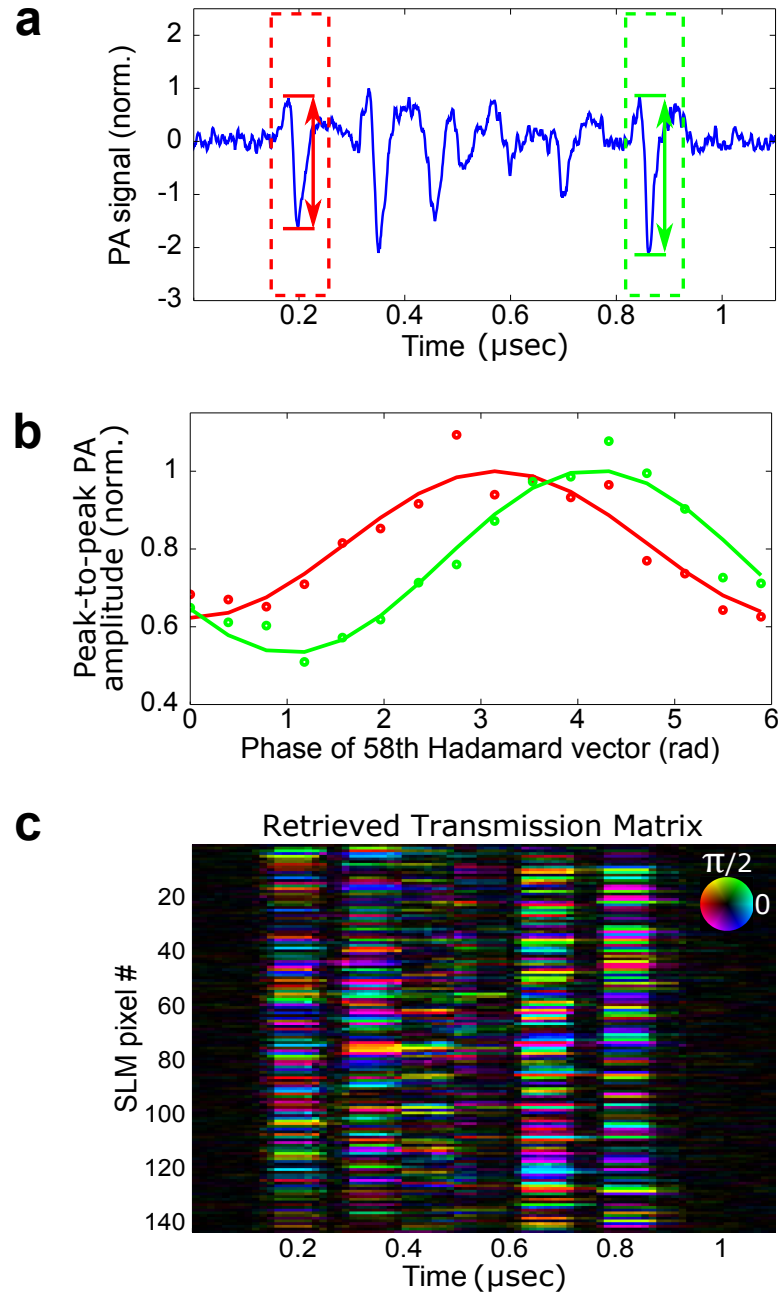 a
PA signal (norm.)
2
1
0
-1
-2
-3
0.2
0.4
0.6
0.8
1
Time (µsec)
b
Peak-to-peak PA
amplitude (norm.)
1
0.8
0.6
0.4
0
1
2
3
4
5
6
Phase of 58th Hadamard vector (rad)
c
Retrieved Transmission Matrix
π/2
0
SLM pixel #
20
40
60
80
100
120
140
0.2
0.4
0.6
0.8
1
Time (µsec)